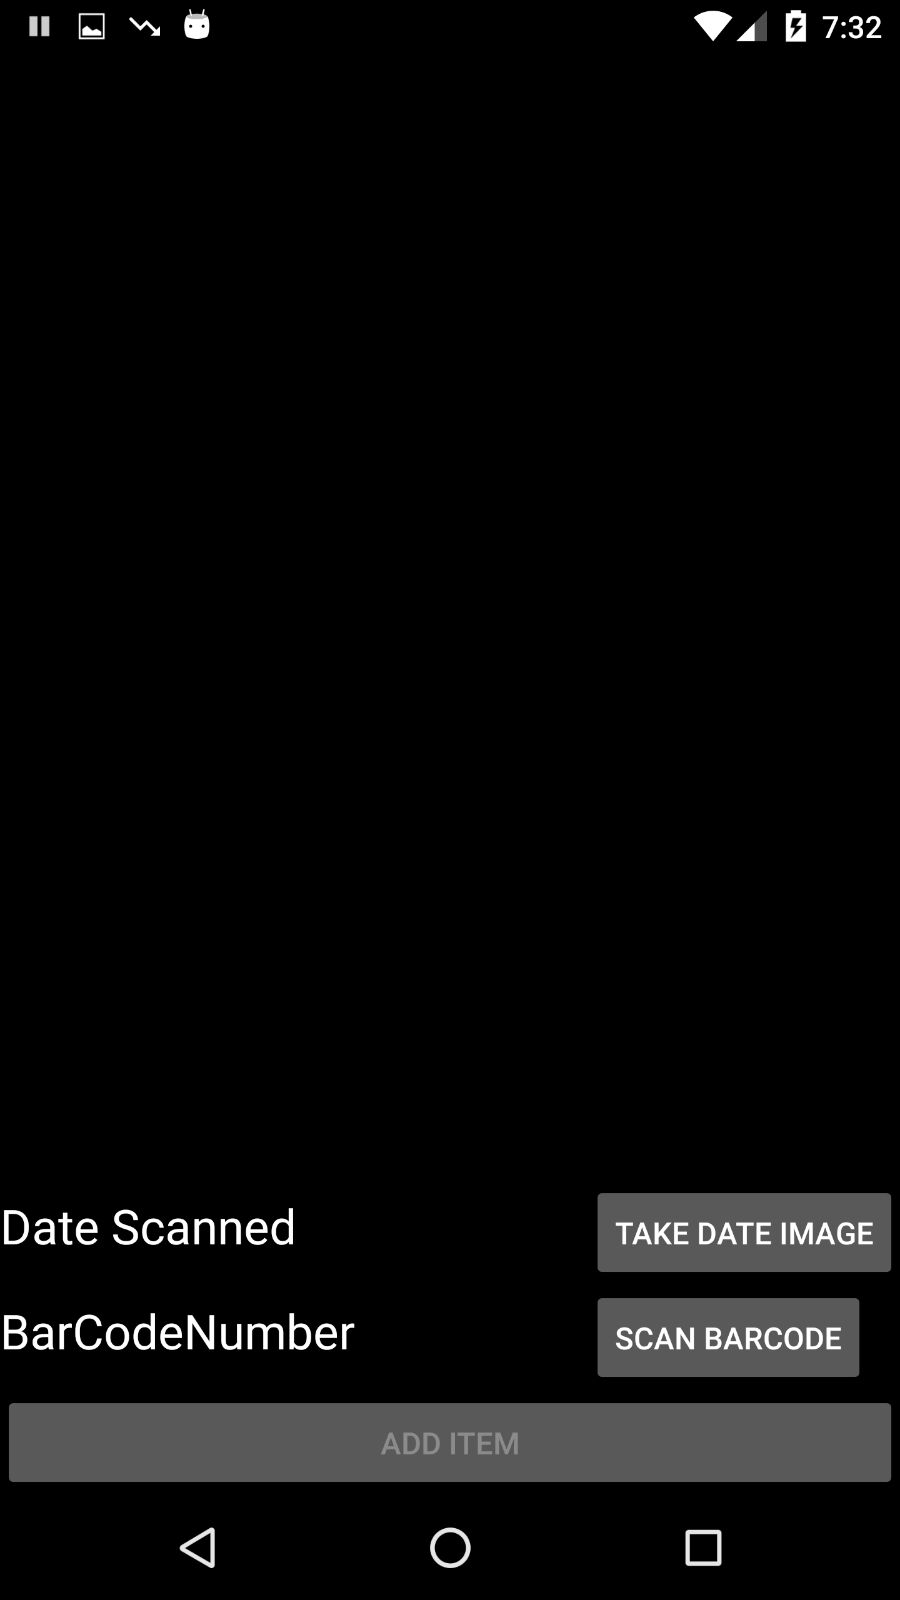 7:32
Date Scanned
TAKE DATE IMAGE
BarCodeNumber
SCAN BARCODE
ADD ITEM